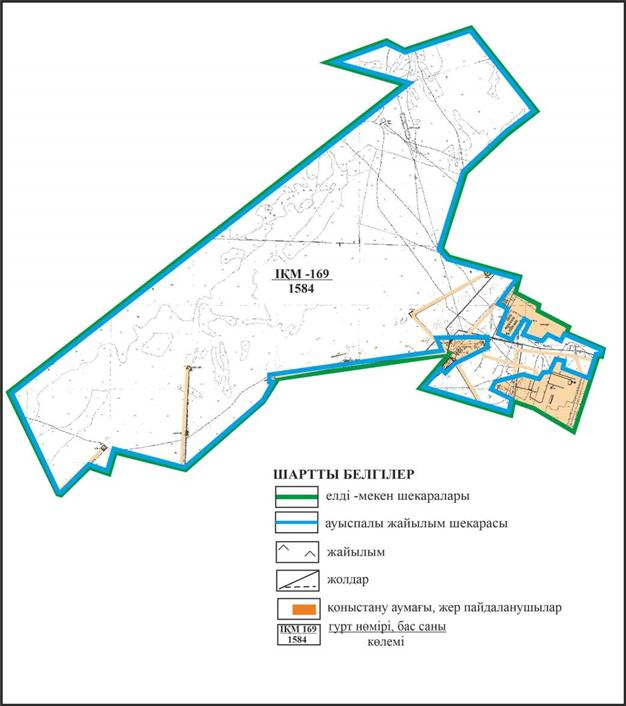 ІҚМ -169
1584
ШАРТТЫ БЕЛГІЛЕР
елді -мекен шекаралары
ауыспалы жайылым шекарасы
жайылым
жолдар
қоныстану аумағы, жер пайдаланушылар
ІҚМ 169
1584
гурт нөмірі, бас саны
көлемі